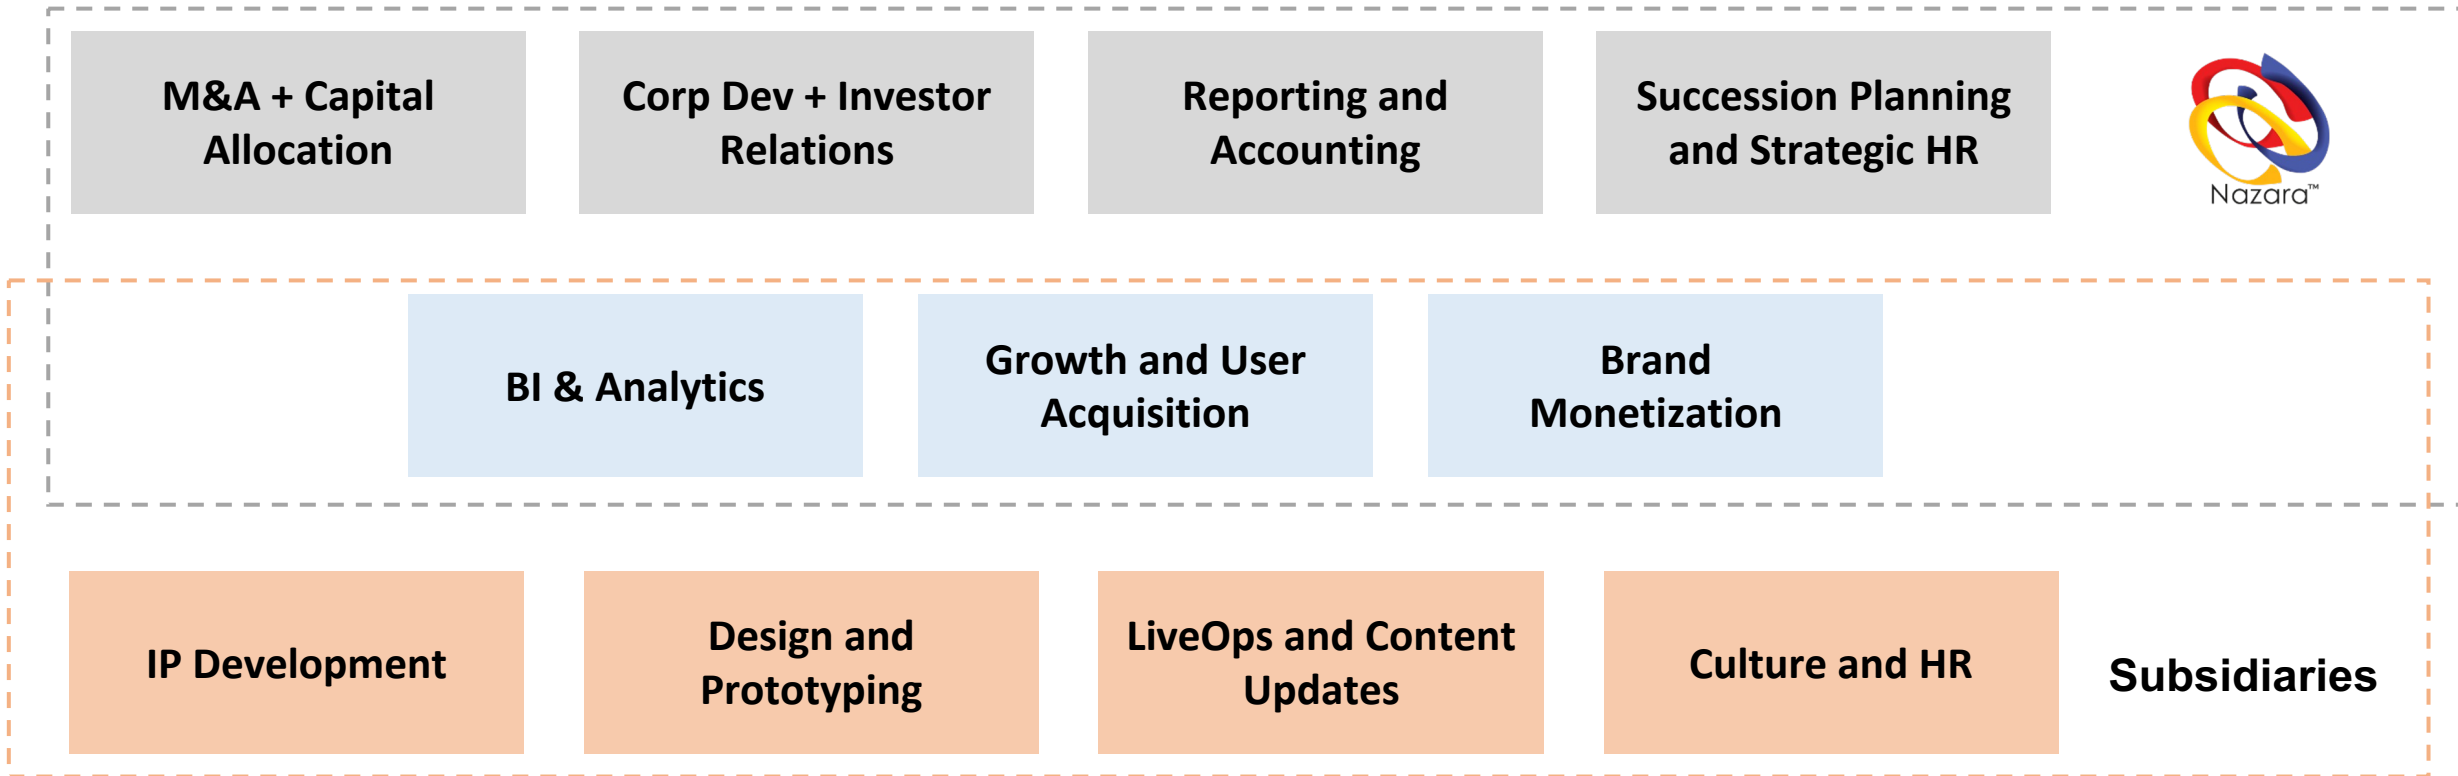 M&A + Capital
Allocation
Corp Dev + Investor
Relations
Reporting and
Accounting
Succession Planning
and Strategic HR
Nazara™
BI & Analytics
Growth and User
Acquisition
Brand
Monetization
IP Development
Design and
Prototyping
LiveOps and Content
Updates
Culture and HR
Subsidiaries